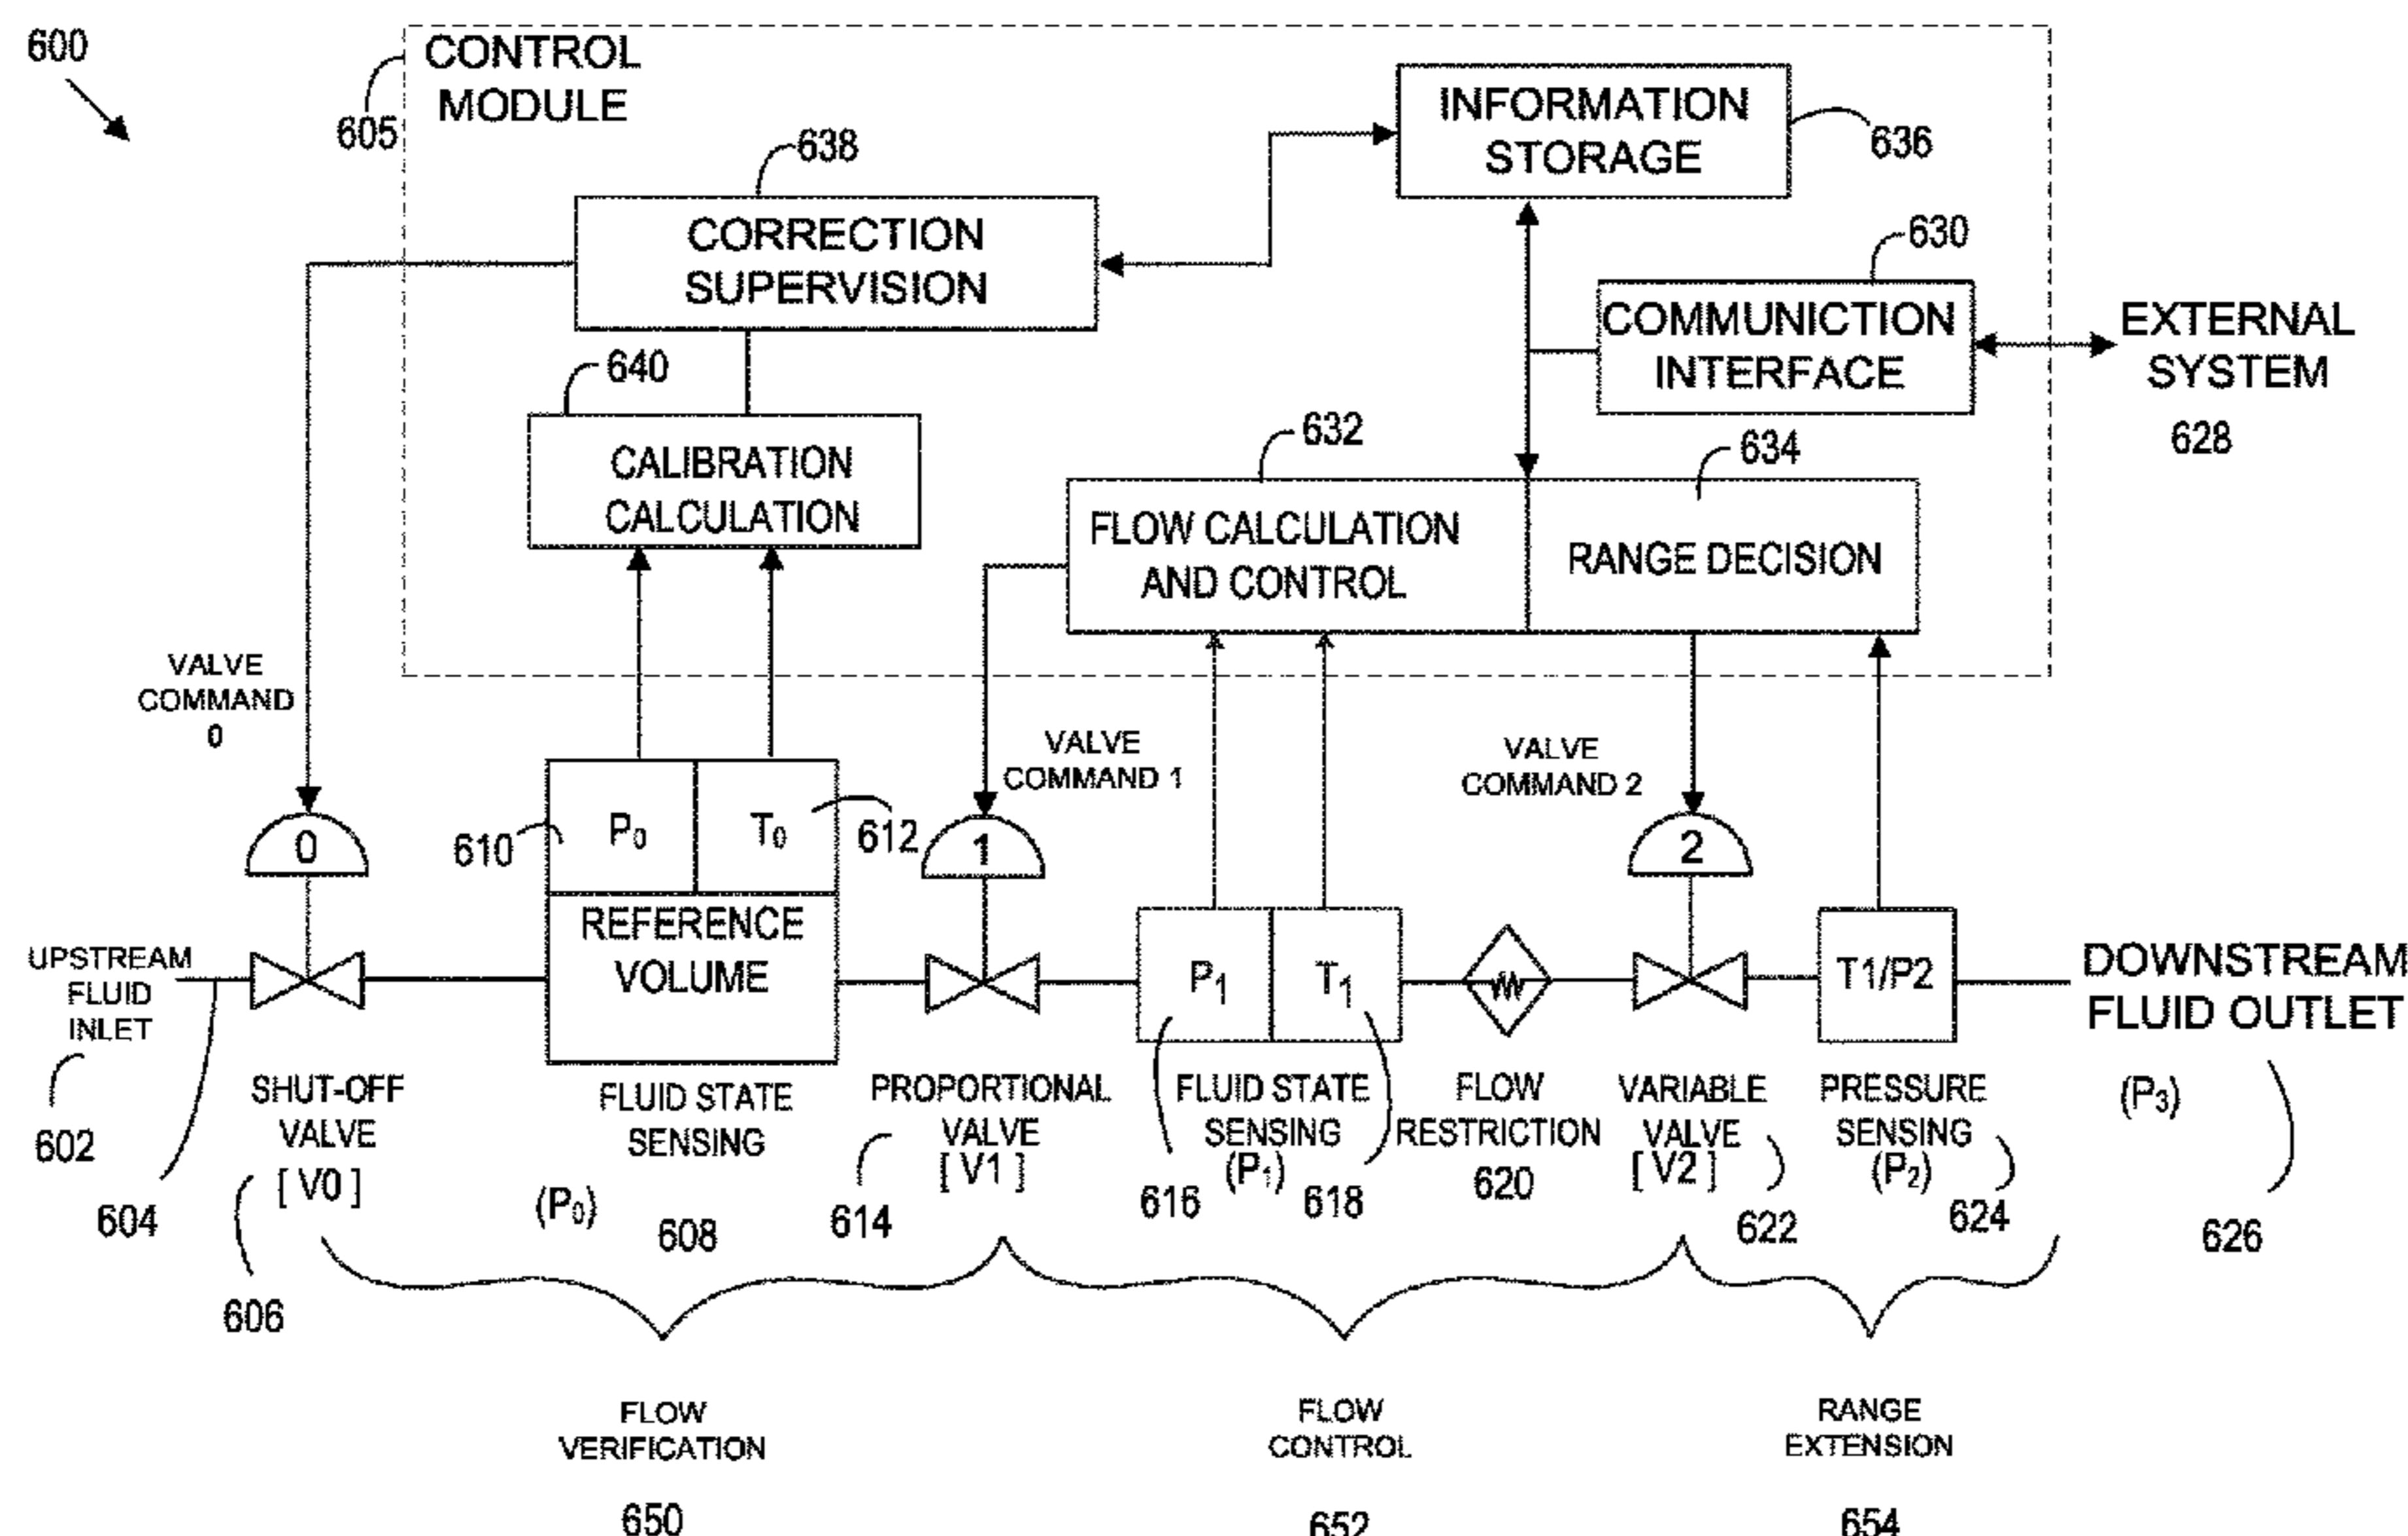 600
CONTROL
MODULE
605
INFORMATION
STORAGE
636
638
CORRECTION
SUPERVISION
630
COMMUNICTION
INTERFACE
EXTERNAL
SYSTEM
628
640
CALIBRATION
CALCULATION
632
634
FLOW CALCULATION
AND CONTROL
RANGE DECISION
VALVE
COMMAND
0
VALVE
COMMAND 1
VALVE
COMMAND 2
0
610
P₀
T₀
612
1
2
REFERENCE
VOLUME
UPSTREAM
FLUID
INLET
P₁
T₁
T1/P2
DOWNSTREAM
FLUID OUTLET
602
604
SHUT-OFF
VALVE
[ V0 ]
606
FLUID STATE
SENSING
(P₀)
608
PROPORTIONAL
VALVE
[ V1 ]
614
FLUID STATE
SENSING
(P₁)
616
618
FLOW
RESTRICTION
620
VARIABLE
VALVE
[ V2 ]
622
PRESSURE
SENSING
(P₂)
624
(P₃)
626
FLOW
VERIFICATION
650
FLOW
CONTROL
652
RANGE
EXTENSION
654